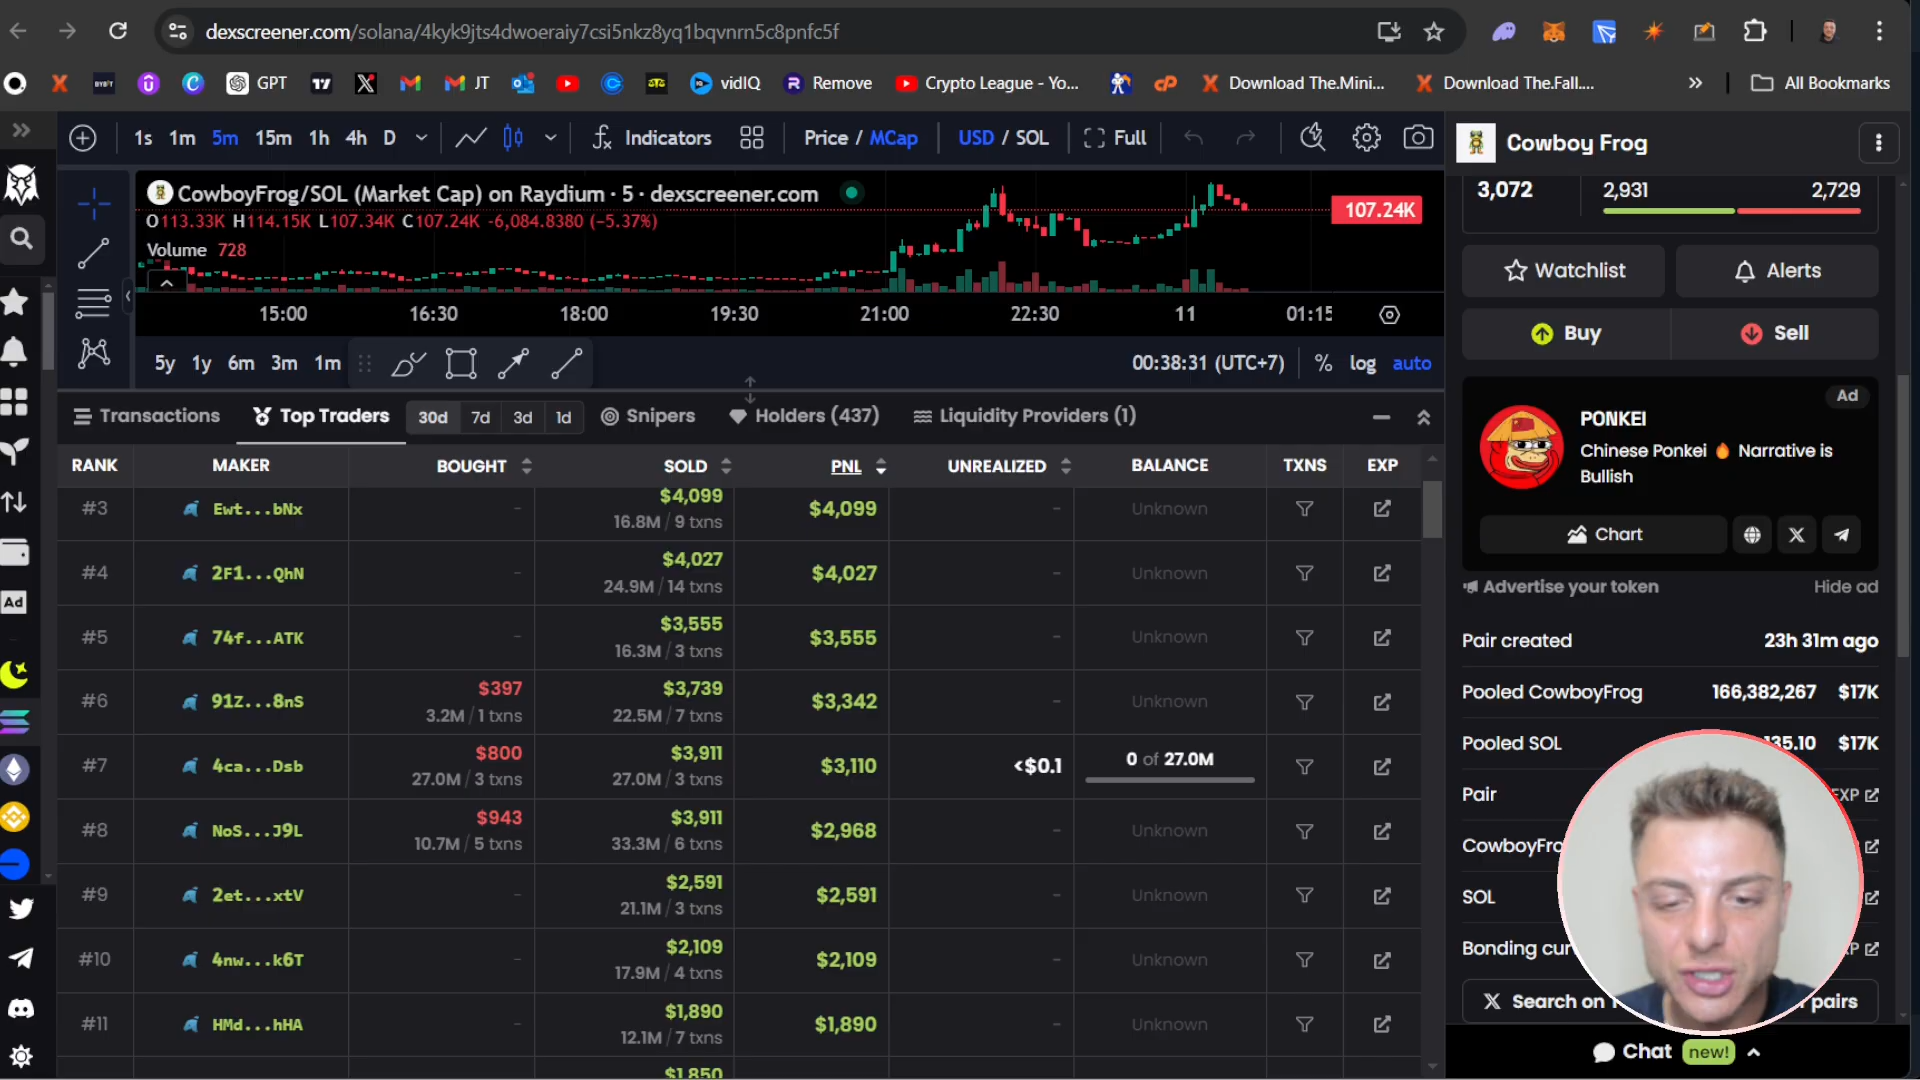 dexscreener.com/solana/4kyk9jts4dwoeraiy7csi5nkz8yq1bqvnrn5c8pnfc5f
GPT
JT
vidIQ
Remove
Crypto League - Yo...
Download The.Mini...
Download The.Fall....
All Bookmarks
1s 1m 5m 15m 1h 4h D
Indicators
Price / MCap
USD / SOL
Full
Cowboy Frog
CowboyFrog/SOL (Market Cap) on Raydium · 5 · dexscreener.com
O113.33K H114.15K L107.34K C107.24K -6,084.8380 (−5.37%)
Volume 728
107.24K
15:00 16:30 18:00 19:30 21:00 22:30 11 01:15
5y 1y 6m 3m 1m
00:38:31 (UTC+7) % log auto
3,072 2,931 2,729
Watchlist Alerts
Buy Sell
Ad
PONKEI
Chinese Ponkei 🔥 Narrative is
Bullish
Chart
Advertise your token Hide ad
Pair created 23h 31m ago
Pooled CowboyFrog 166,382,267 $17K
Pooled SOL 135.10 $17K
Pair EXP
CowboyFro
SOL
Bonding cur
Search on
pairs
Chat new!
Transactions Top Traders 30d 7d 3d 1d Snipers Holders (437) Liquidity Providers (1)
RANK MAKER BOUGHT SOLD PNL UNREALIZED BALANCE TXNS EXP
#3 Ewt...bNx - $4,099 $4,099 - Unknown
16.8M / 9 txns
#4 2F1...QhN - $4,027 $4,027 - Unknown
24.9M / 14 txns
#5 74f...ATK - $3,555 $3,555 - Unknown
16.3M / 3 txns
#6 91Z...8nS $397 $3,739 $3,342 - Unknown
3.2M / 1 txns 22.5M / 7 txns
#7 4ca...Dsb $800 $3,911 $3,110 <$0.1 0 of 27.0M
27.0M / 3 txns 27.0M / 3 txns
#8 NoS...J9L $943 $3,911 $2,968 - Unknown
10.7M / 5 txns 33.3M / 6 txns
#9 2et...xtV - $2,591 $2,591 - Unknown
21.1M / 3 txns
#10 4nw...k6T - $2,109 $2,109 - Unknown
17.9M / 4 txns
#11 HMd...hHA - $1,890 $1,890 - Unknown
12.1M / 7 txns
$1,850
Ad